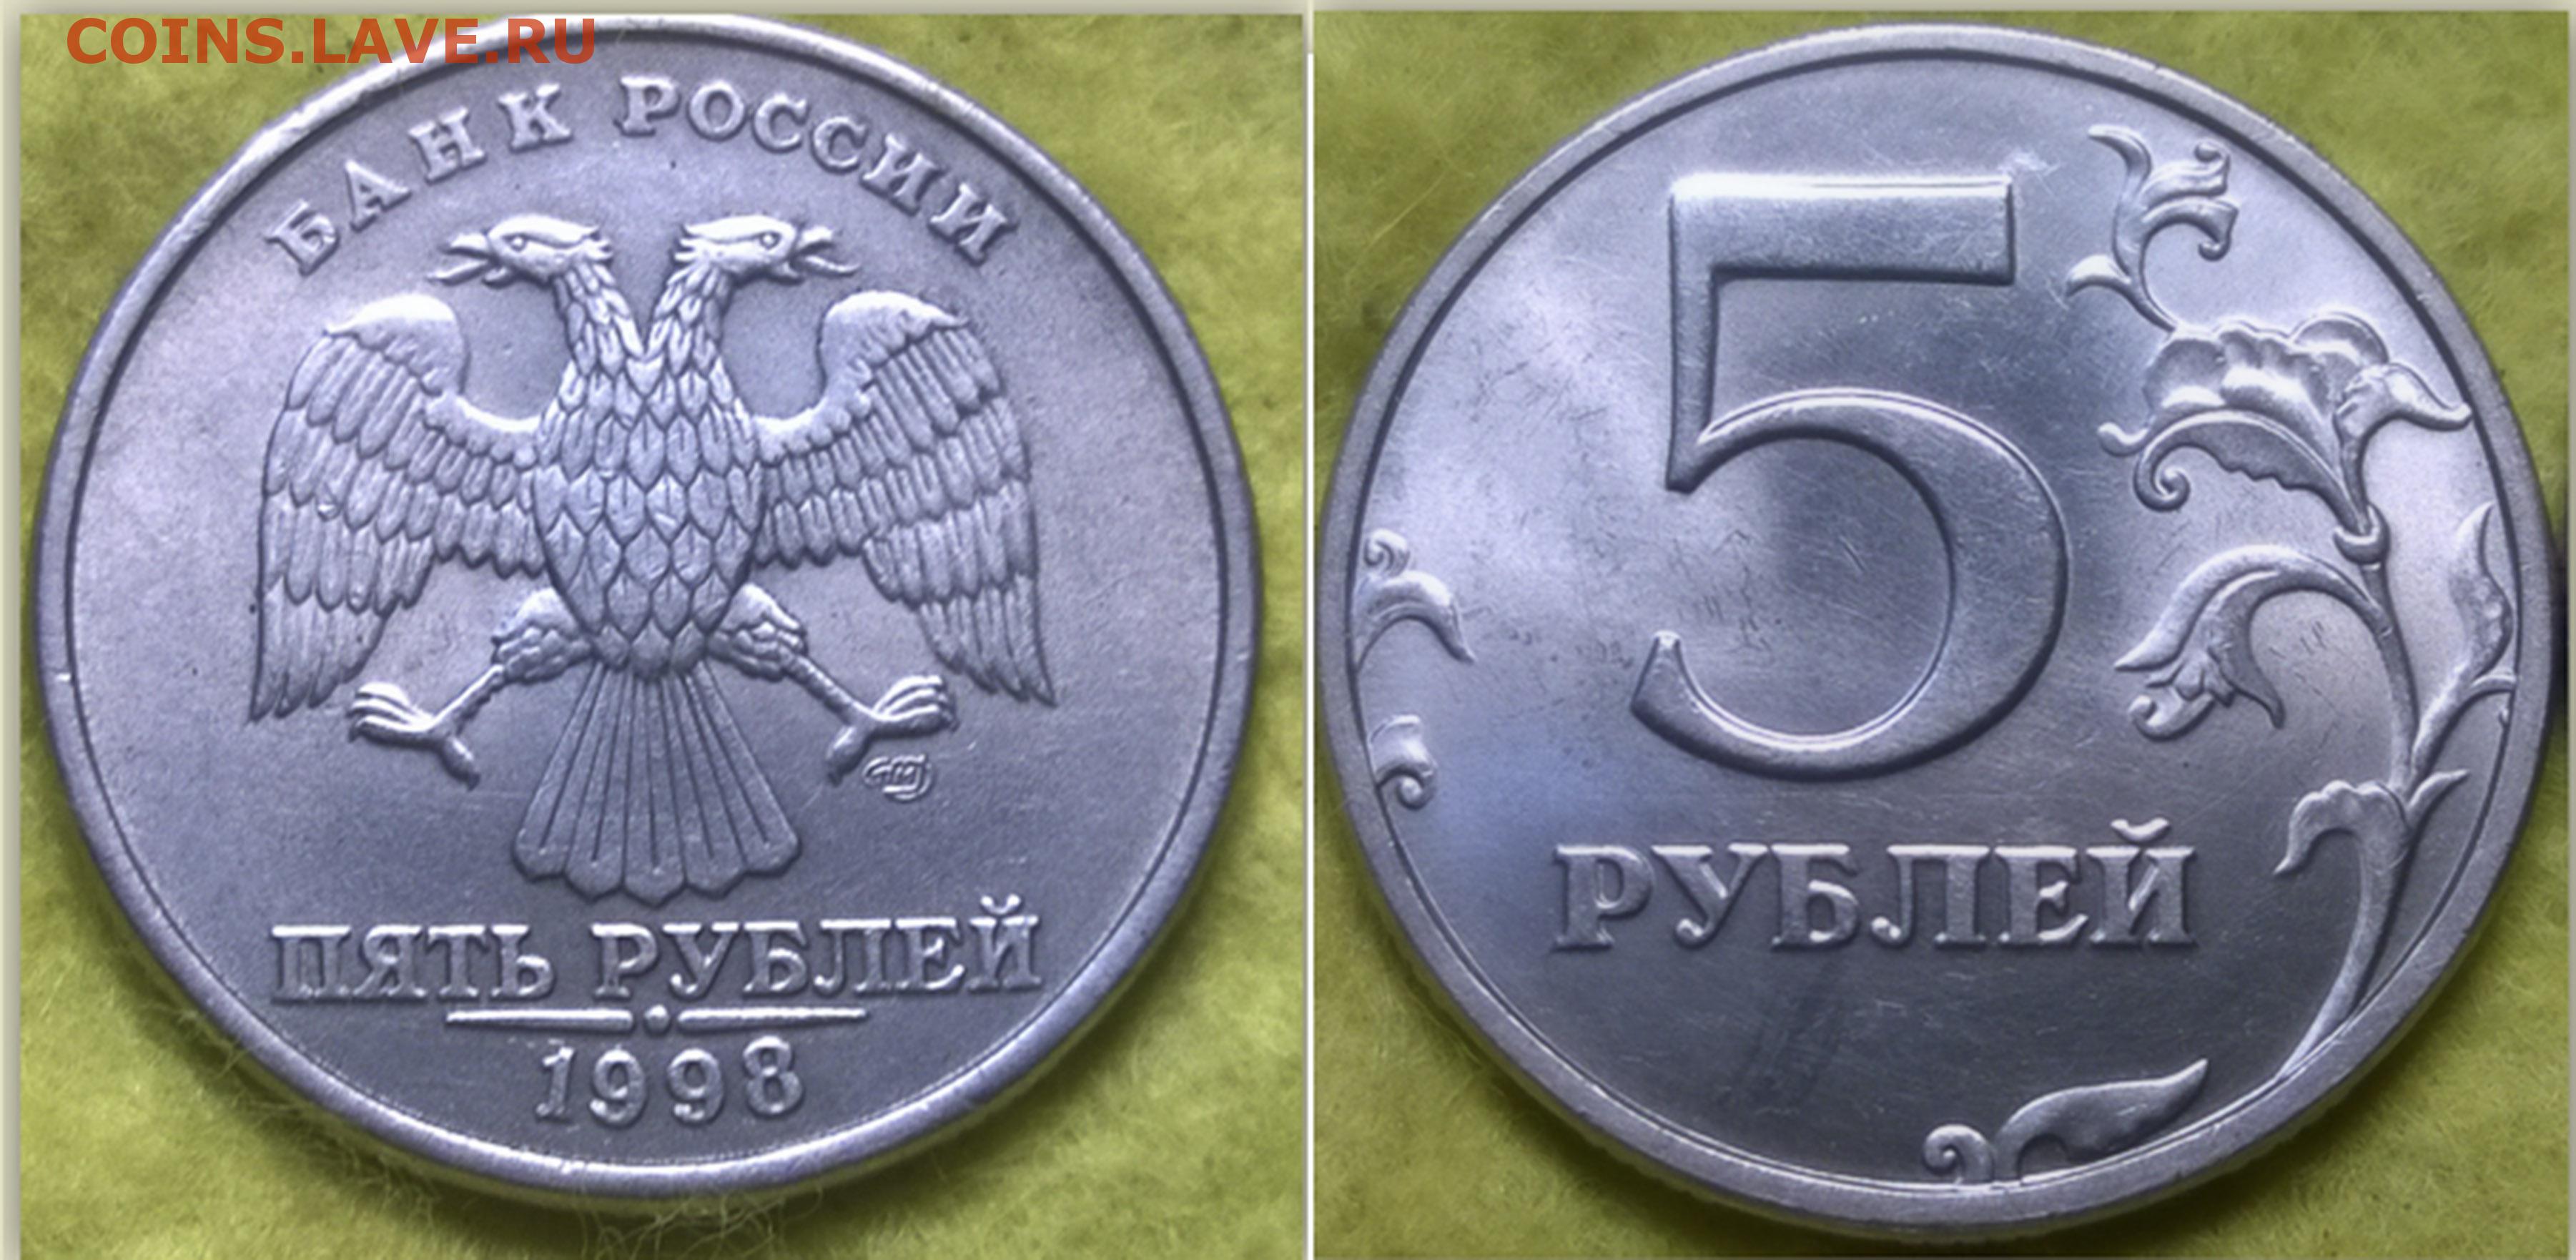 COINS.LAVE.RU
БАНК РОССИИ
ПЯТЬ РУБЛЕЙ
1998
5
РУБЛЕЙ